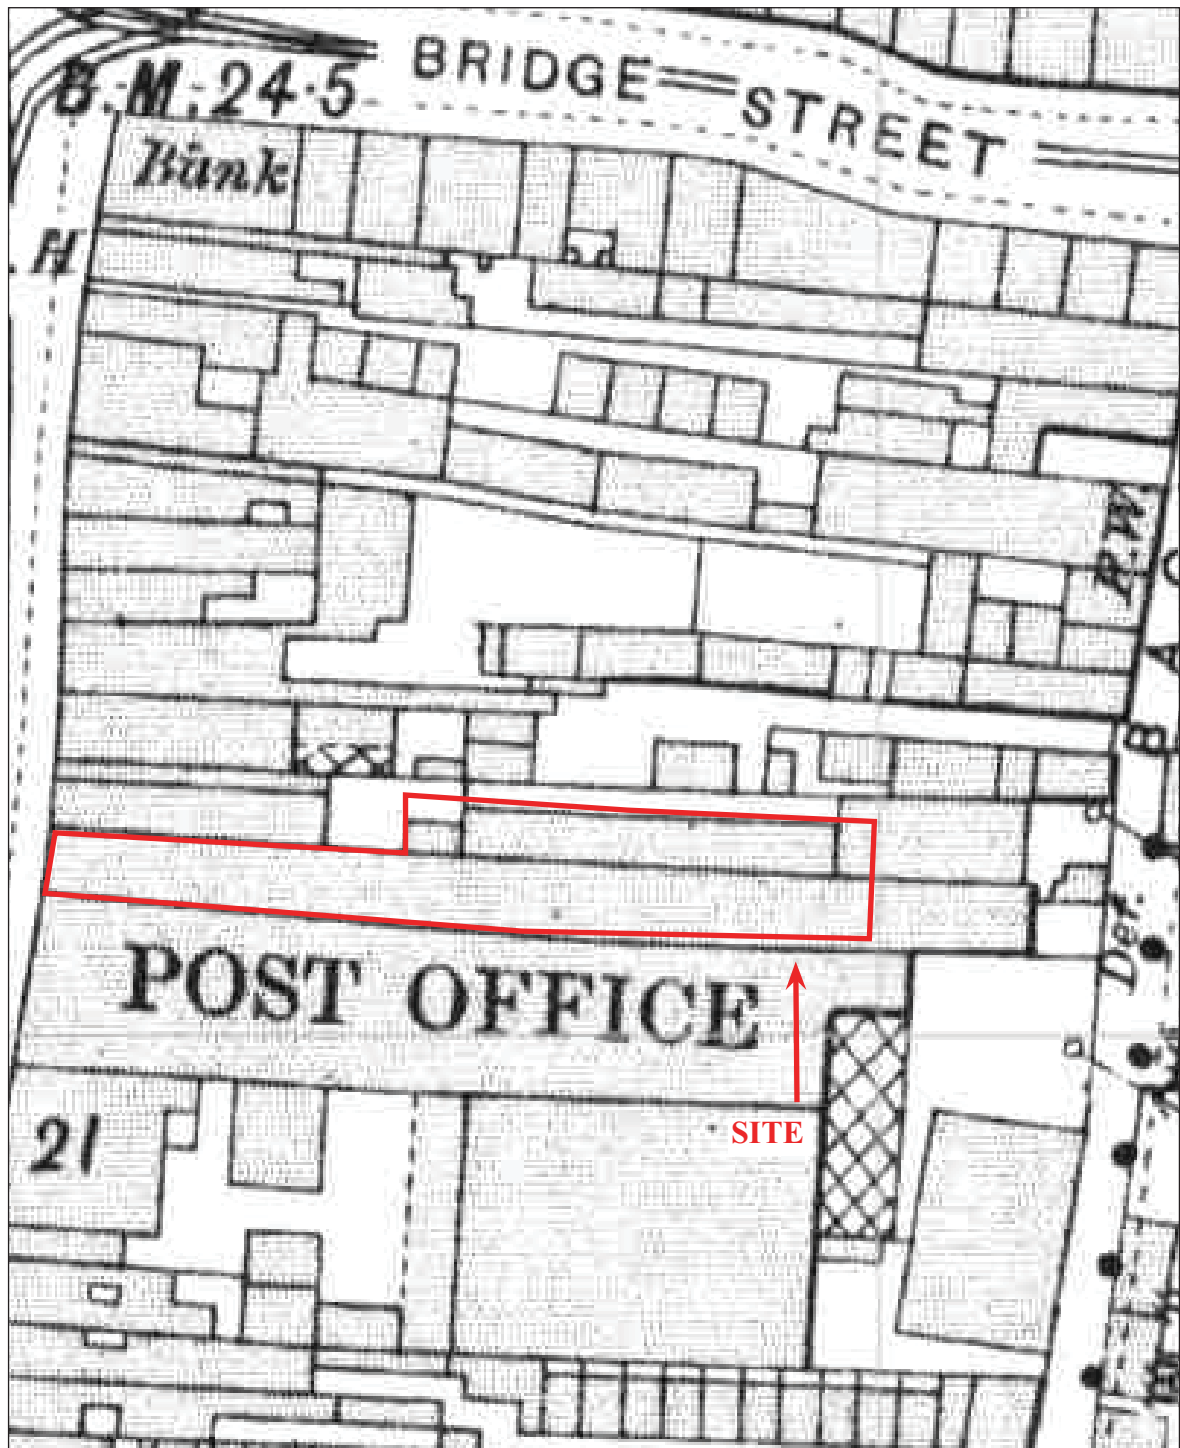 BRIDGE STREET
B.M. 24·5
Bank
H
R.W
B
A
C
POST OFFICE
Def.
SITE
21